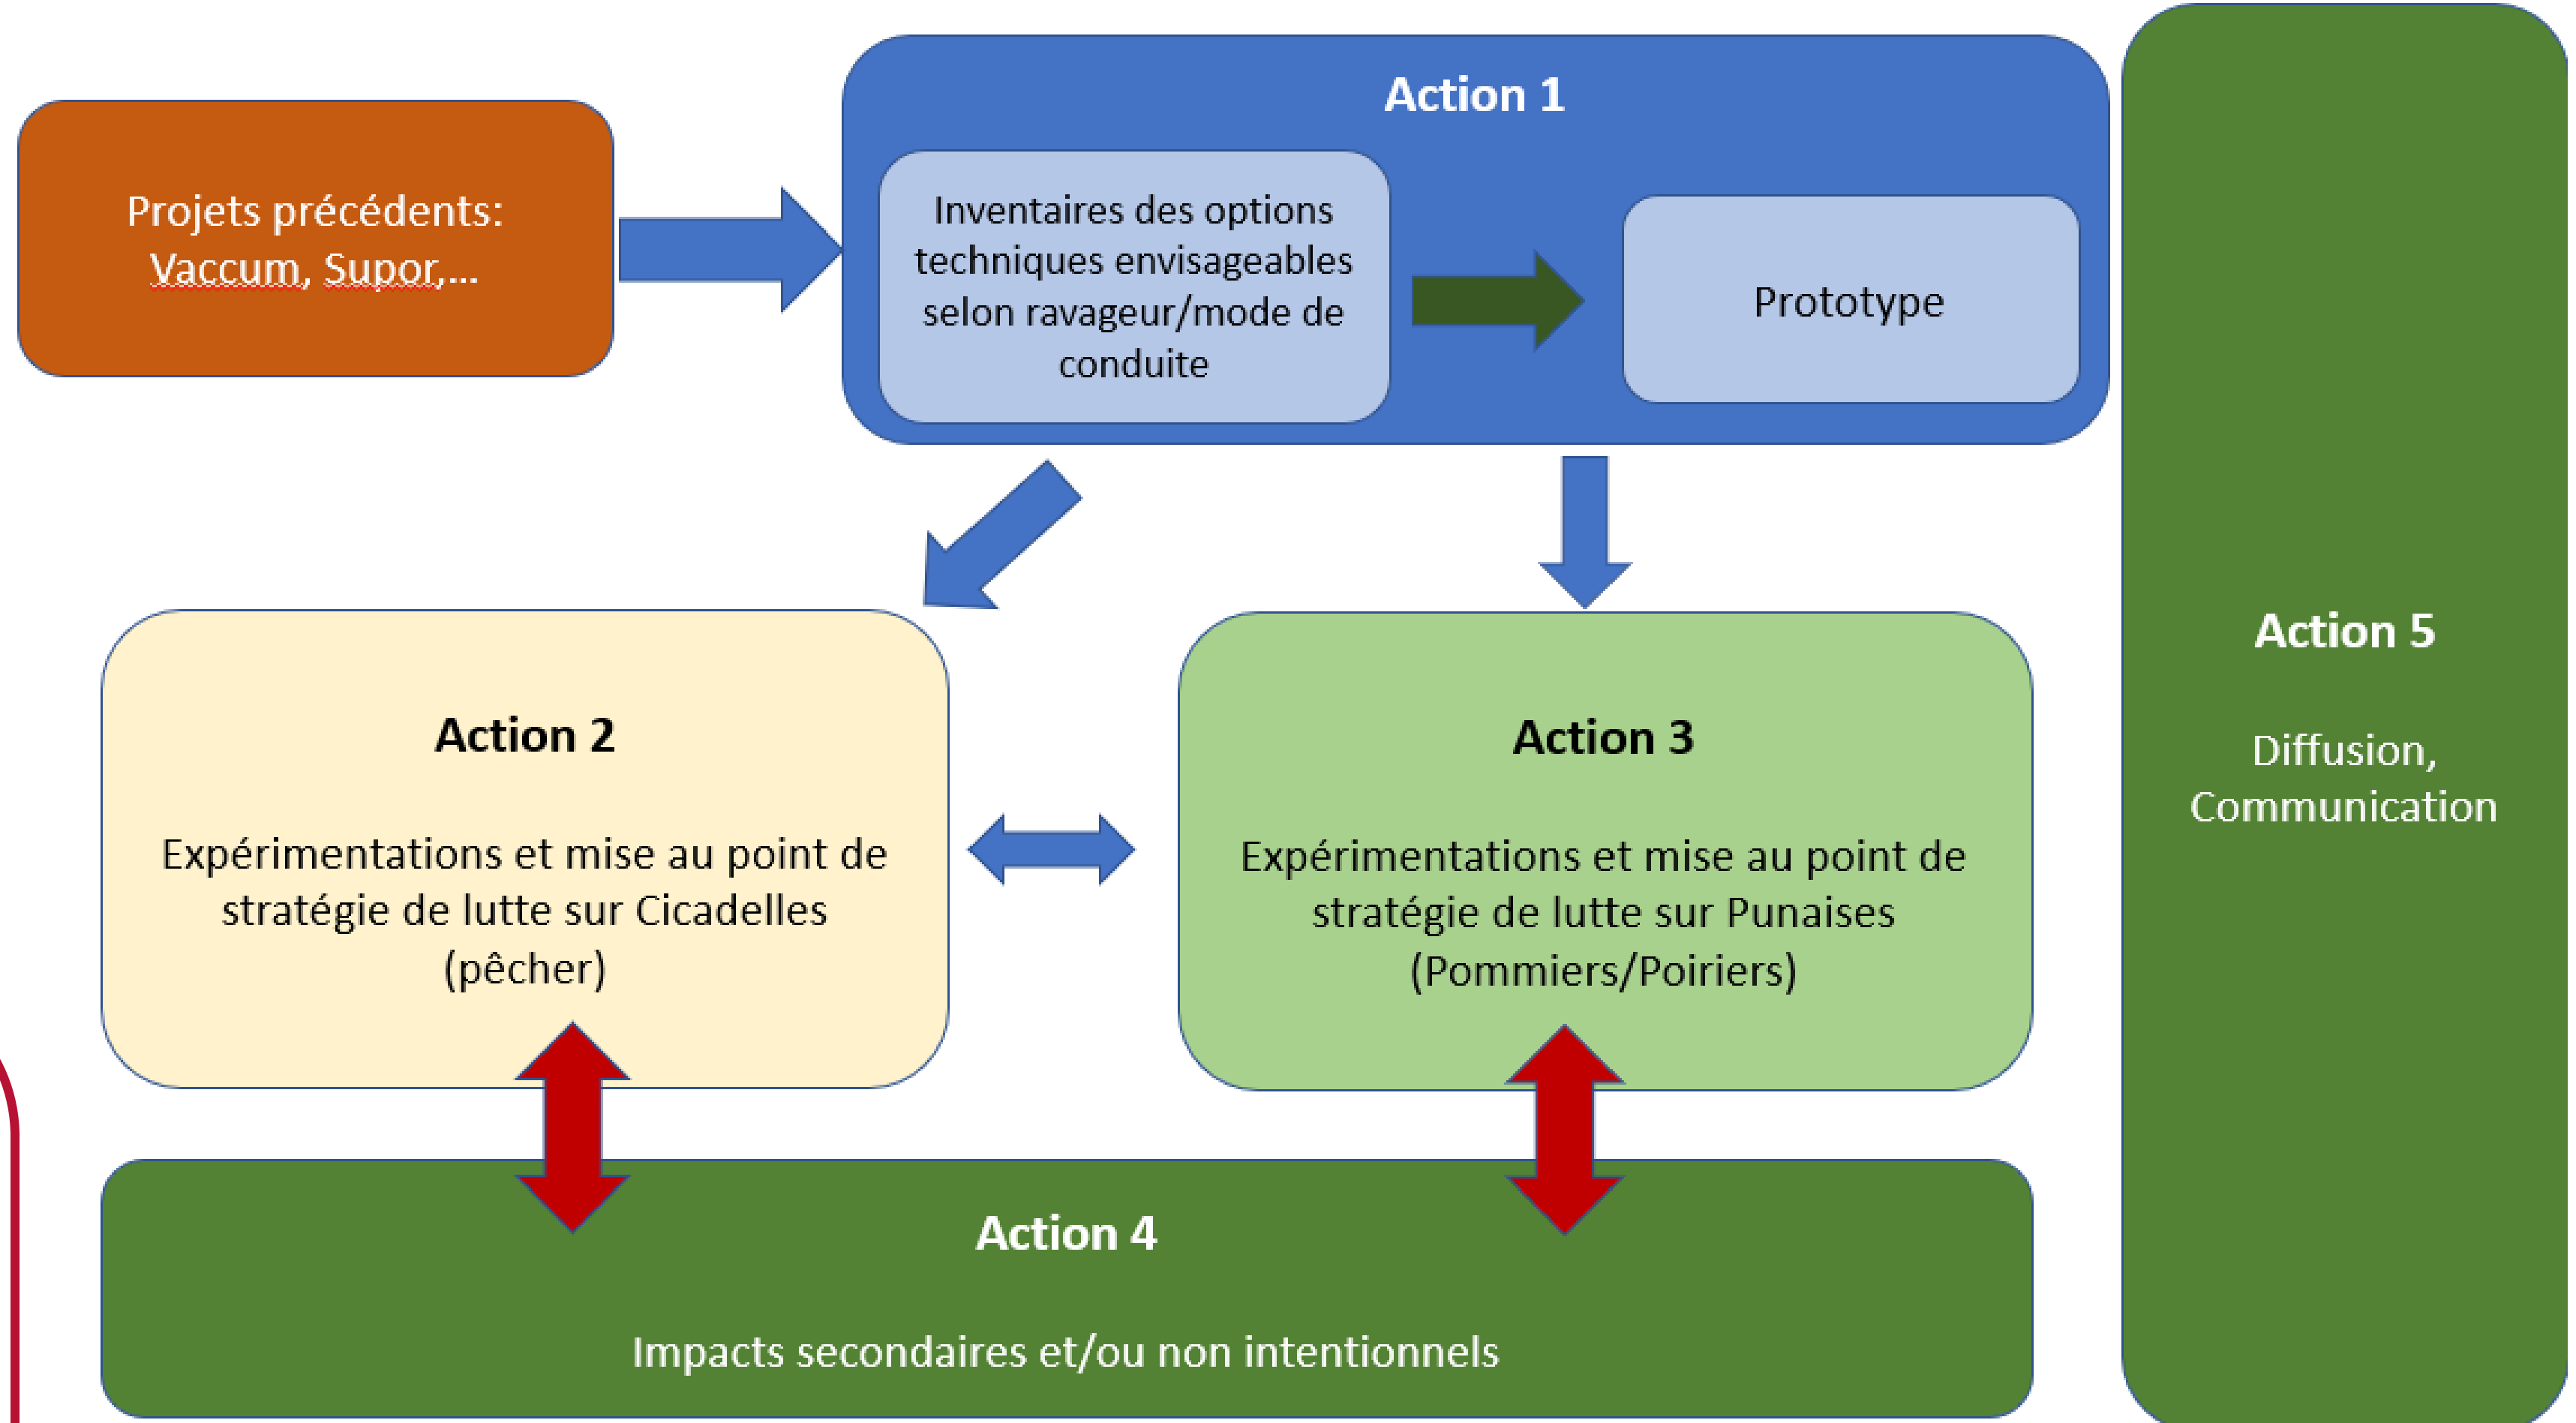 Projets précédents:
Vaccum, Supor,...
Action 1
Inventaires des options
techniques envisageables
selon ravageur/mode de
conduite
Prototype
Action 2
Expérimentations et mise au point de
stratégie de lutte sur Cicadelles
(pêcher)
Action 3
Expérimentations et mise au point de
stratégie de lutte sur Punaises
(Pommiers/Poiriers)
Action 4
Impacts secondaires et/ou non intentionnels
Action 5
Diffusion,
Communication